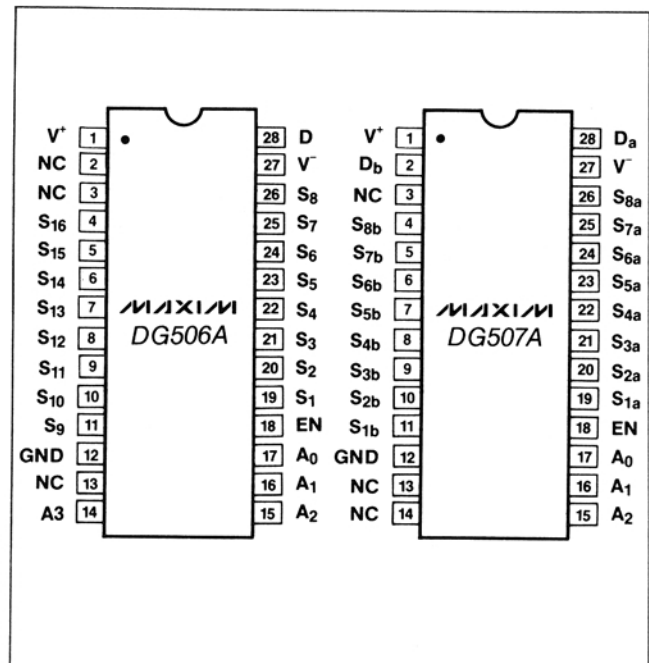 V⁺ 1 28 D
NC 2 27 V⁻
NC 3 26 S₈
S₁₆ 4 25 S₇
S₁₅ 5 24 S₆
S₁₄ 6 23 S₅
S₁₃ 7 22 S₄
S₁₂ 8 21 S₃
S₁₁ 9 20 S₂
S₁₀ 10 19 S₁
S₉ 11 18 EN
GND 12 17 A₀
NC 13 16 A₁
A3 14 15 A₂
MAXIM
DG506A
V⁺ 1 28 Dₐ
D_b 2 27 V⁻
NC 3 26 S₈ₐ
S₈b 4 25 S₇ₐ
S₇b 5 24 S₆ₐ
S₆b 6 23 S₅ₐ
S₅b 7 22 S₄ₐ
S₄b 8 21 S₃ₐ
S₃b 9 20 S₂ₐ
S₂b 10 19 S₁ₐ
S₁b 11 18 EN
GND 12 17 A₀
NC 13 16 A₁
NC 14 15 A₂
MAXIM
DG507A